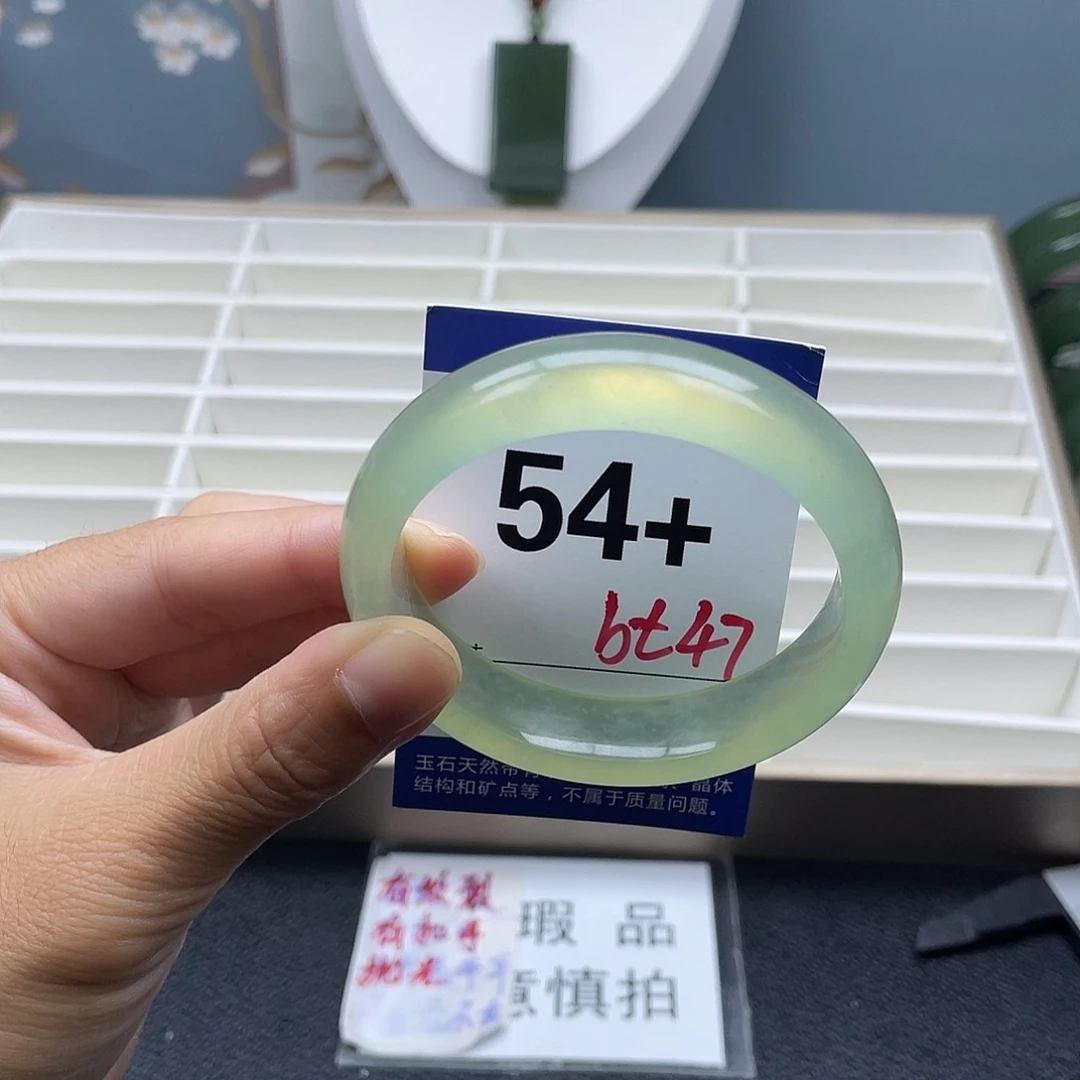 54+
bt47
玉石天然带有
晶体
结构和矿点等，不属于质量问题。
有纹裂
有扣手
抛光
瑕 品
意慎拍